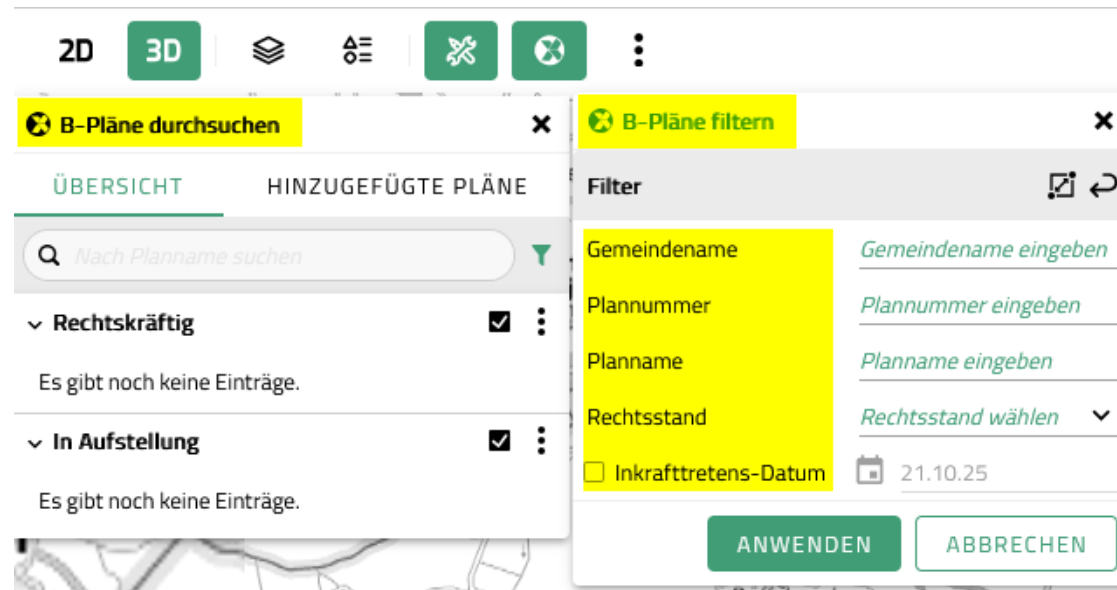 2D 3D
B-Pläne durchsuchen
ÜBERSICHT HINZUGEFÜGTE PLÄNE
Nach Planname suchen
Rechtskräftig
Es gibt noch keine Einträge.
In Aufstellung
Es gibt noch keine Einträge.
B-Pläne filtern
Filter
Gemeindename Gemeindename eingeben
Plannummer Plannummer eingeben
Planname Planname eingeben
Rechtsstand Rechtsstand wählen
Inkrafttretens-Datum 21.10.25
ANWENDEN ABBRECHEN